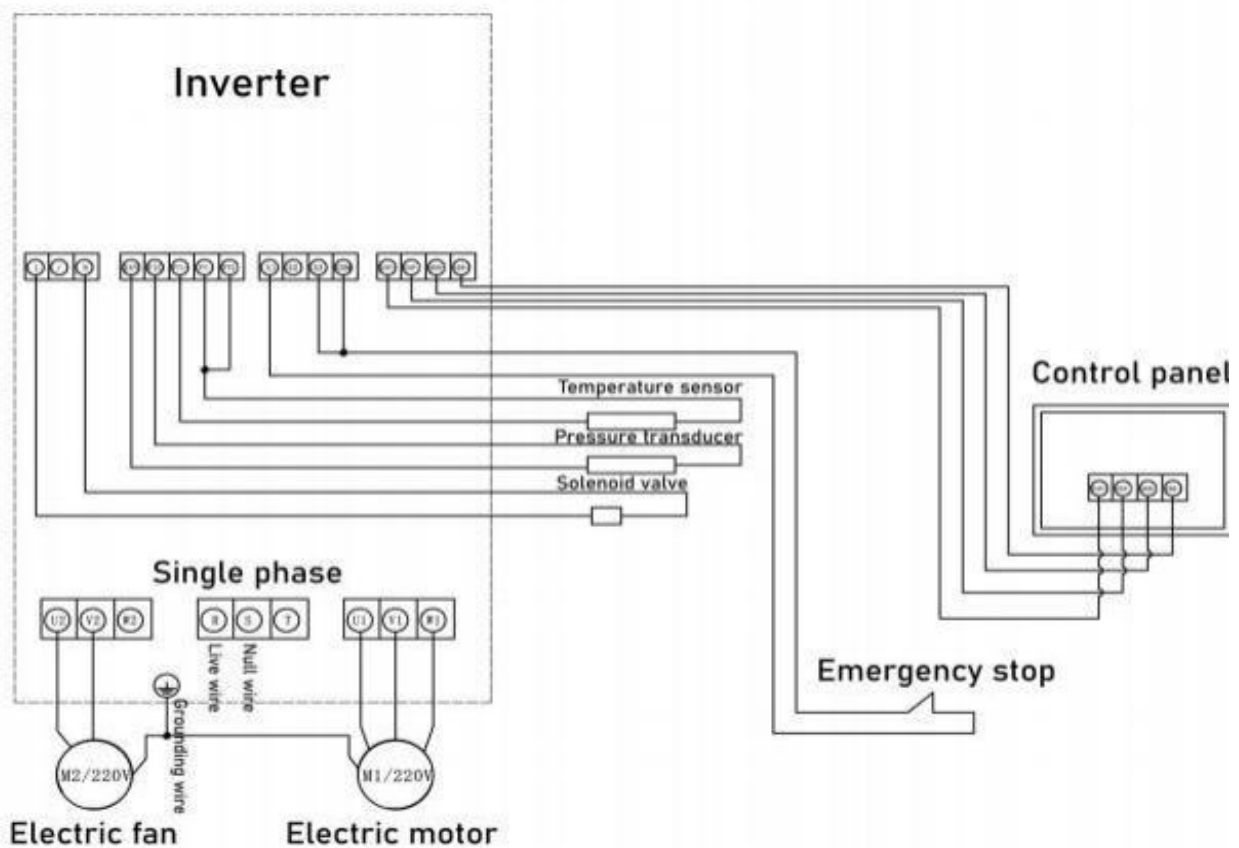 Inverter
Temperature sensor
Control panel
Pressure transducer
Solenoid valve
Single phase
U2 V2 W2
R S T
U1 V1 W1
Live wire
Null wire
Grounding wire
Emergency stop
M2/220V
M1/220V
Electric fan
Electric motor